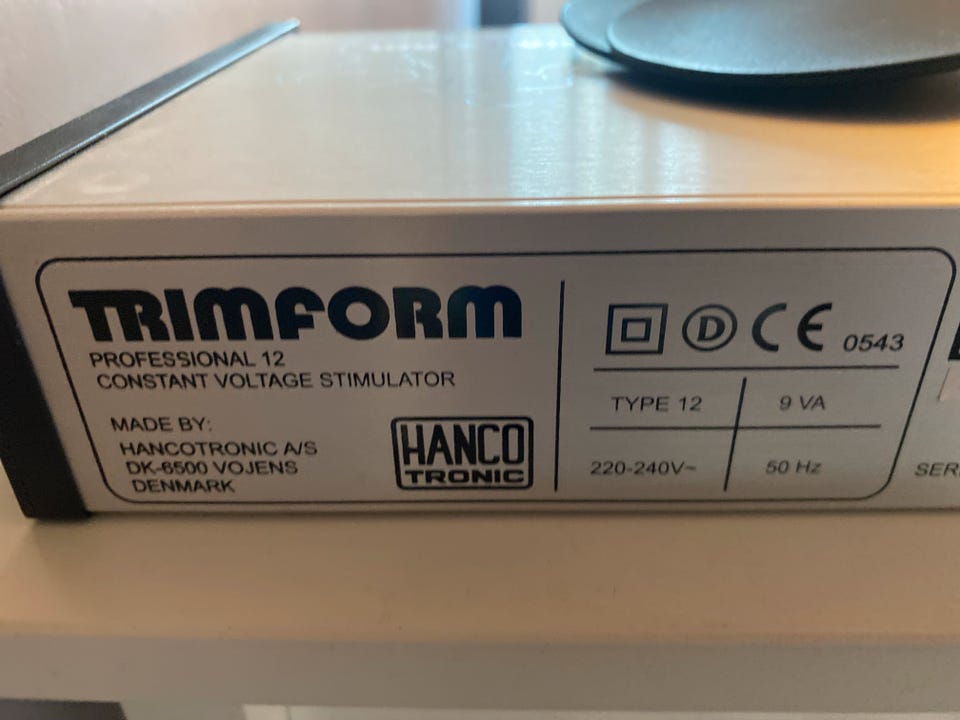 TRIMFORM
PROFESSIONAL 12
CONSTANT VOLTAGE STIMULATOR
MADE BY:
HANCOTRONIC A/S
DK-6500 VOJENS
DENMARK
HANCO
TRONIC
D CE 0543
TYPE 12 9 VA
220-240V~ 50 Hz